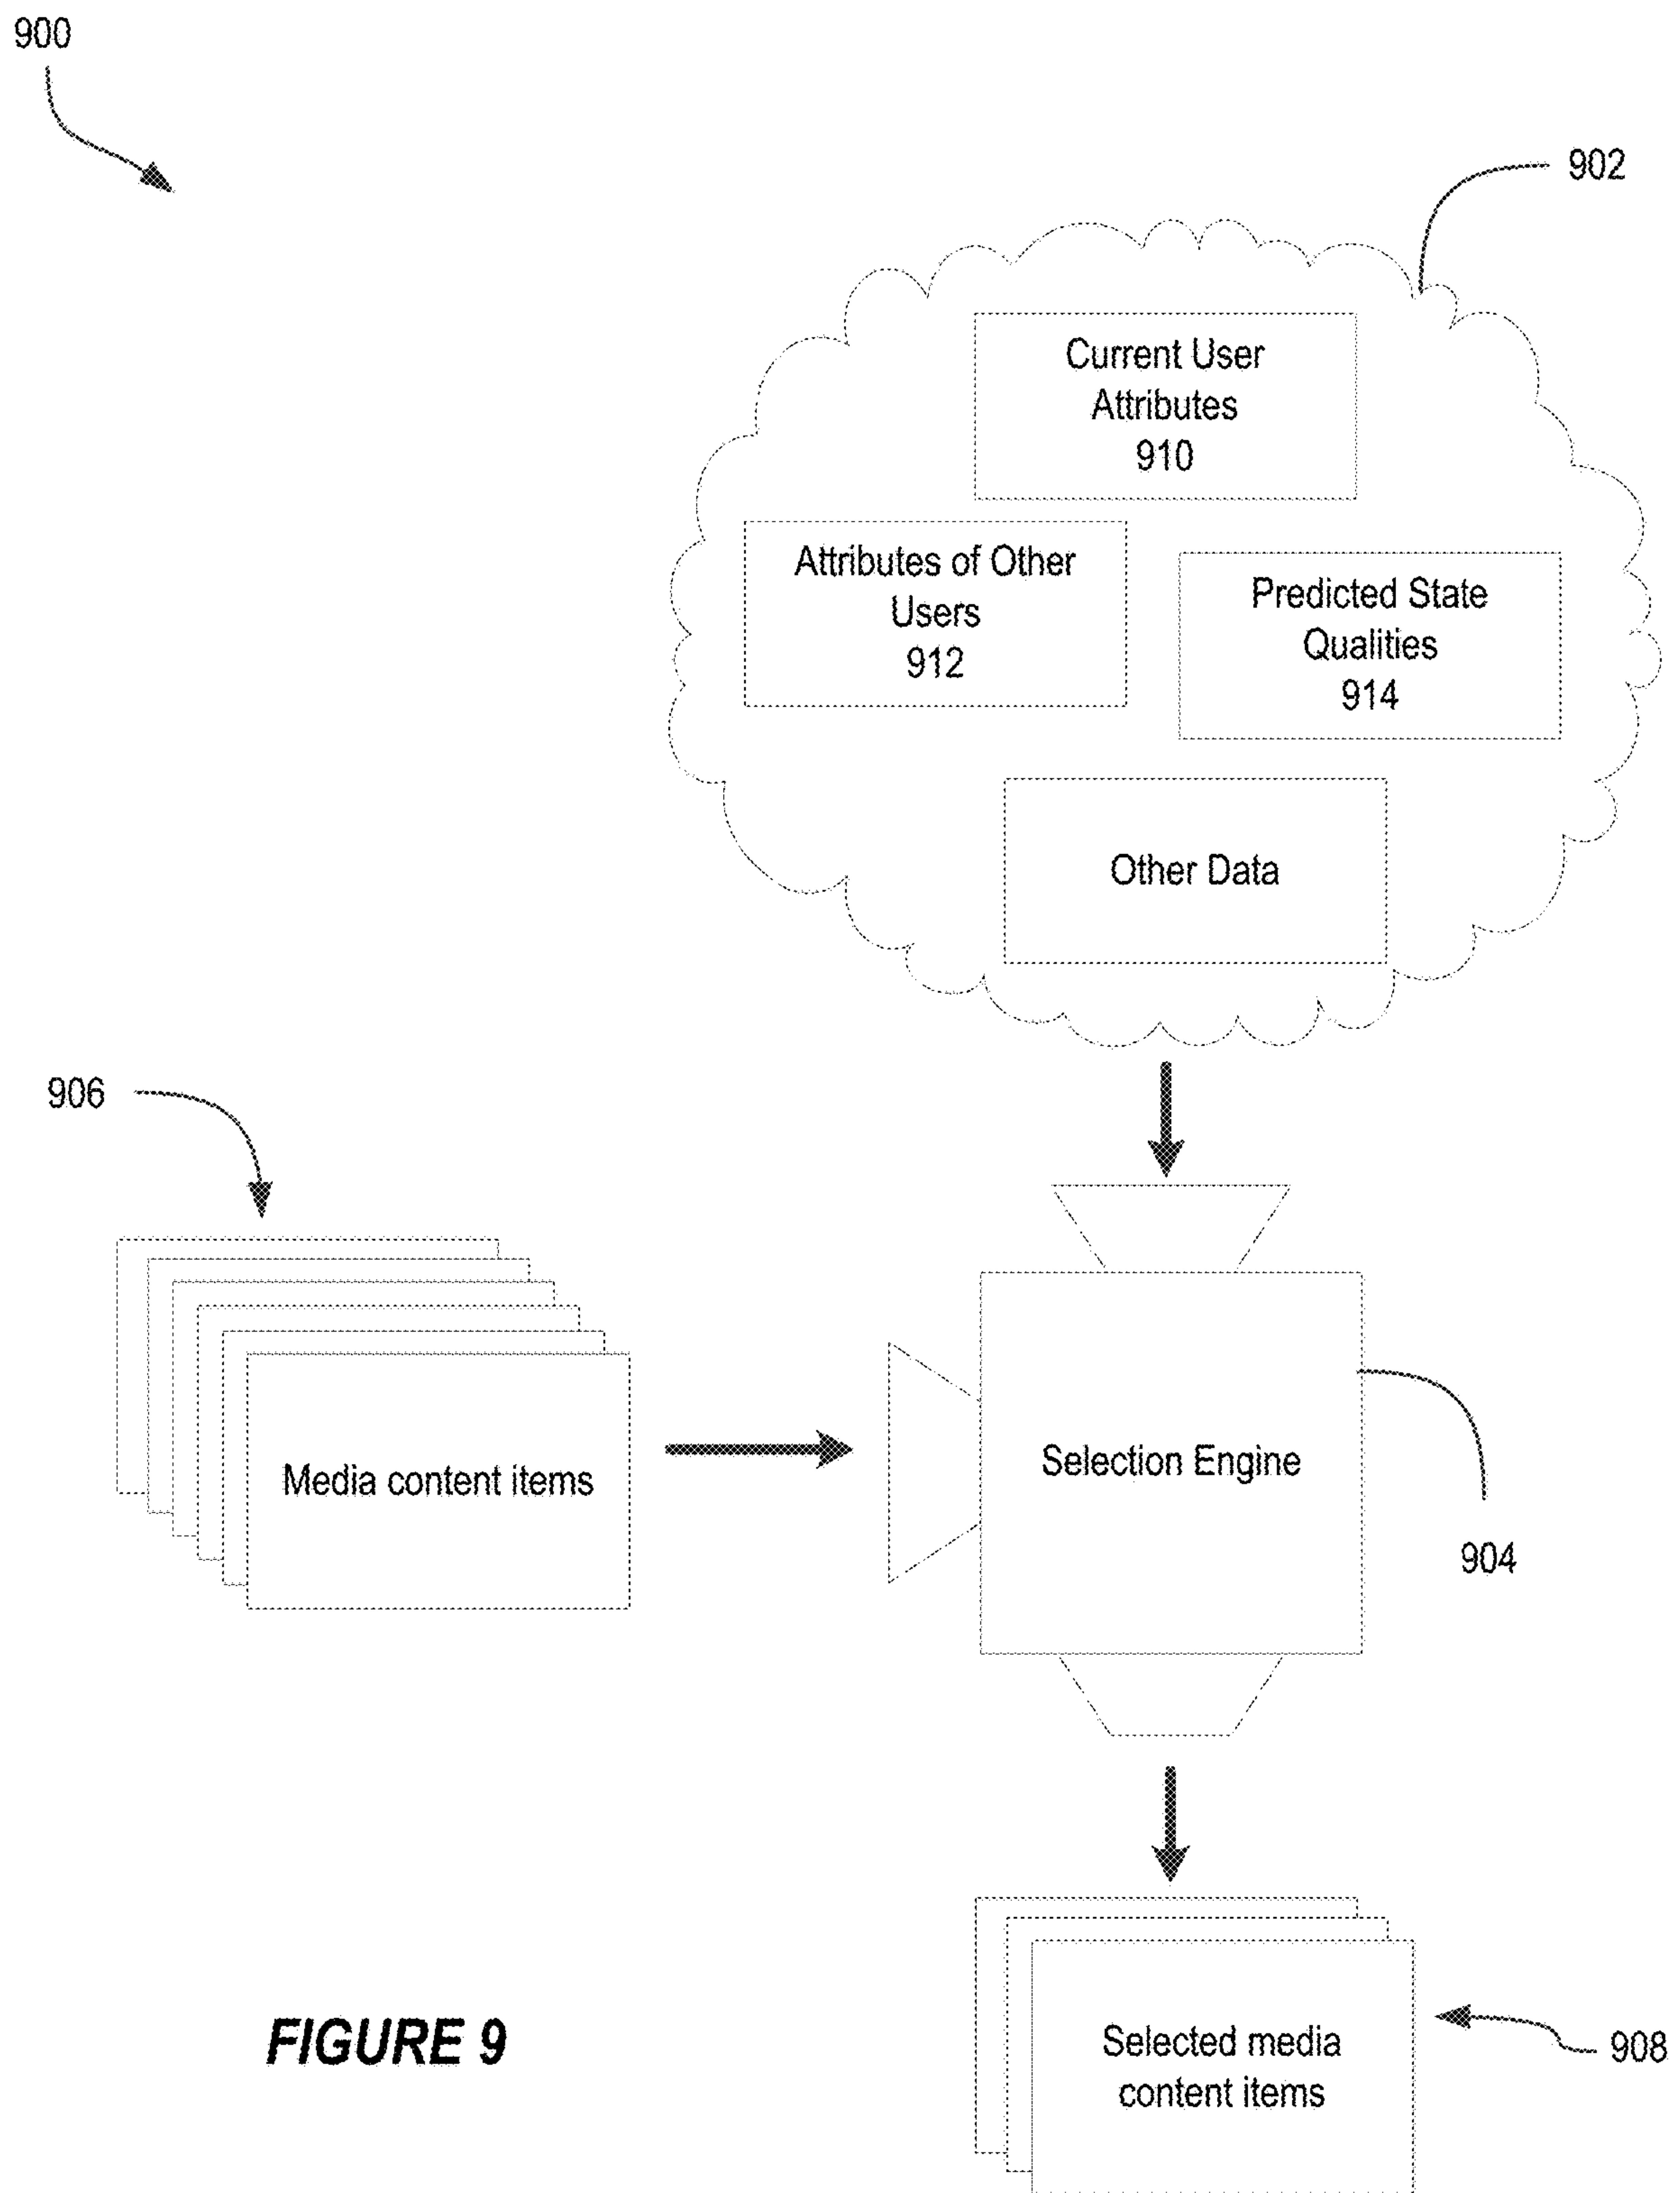 900
902
Current User
Attributes
910
Attributes of Other
Users
912
Predicted State
Qualities
914
Other Data
906
Media content items
Selection Engine
904
Selected media
content items
908
FIGURE 9